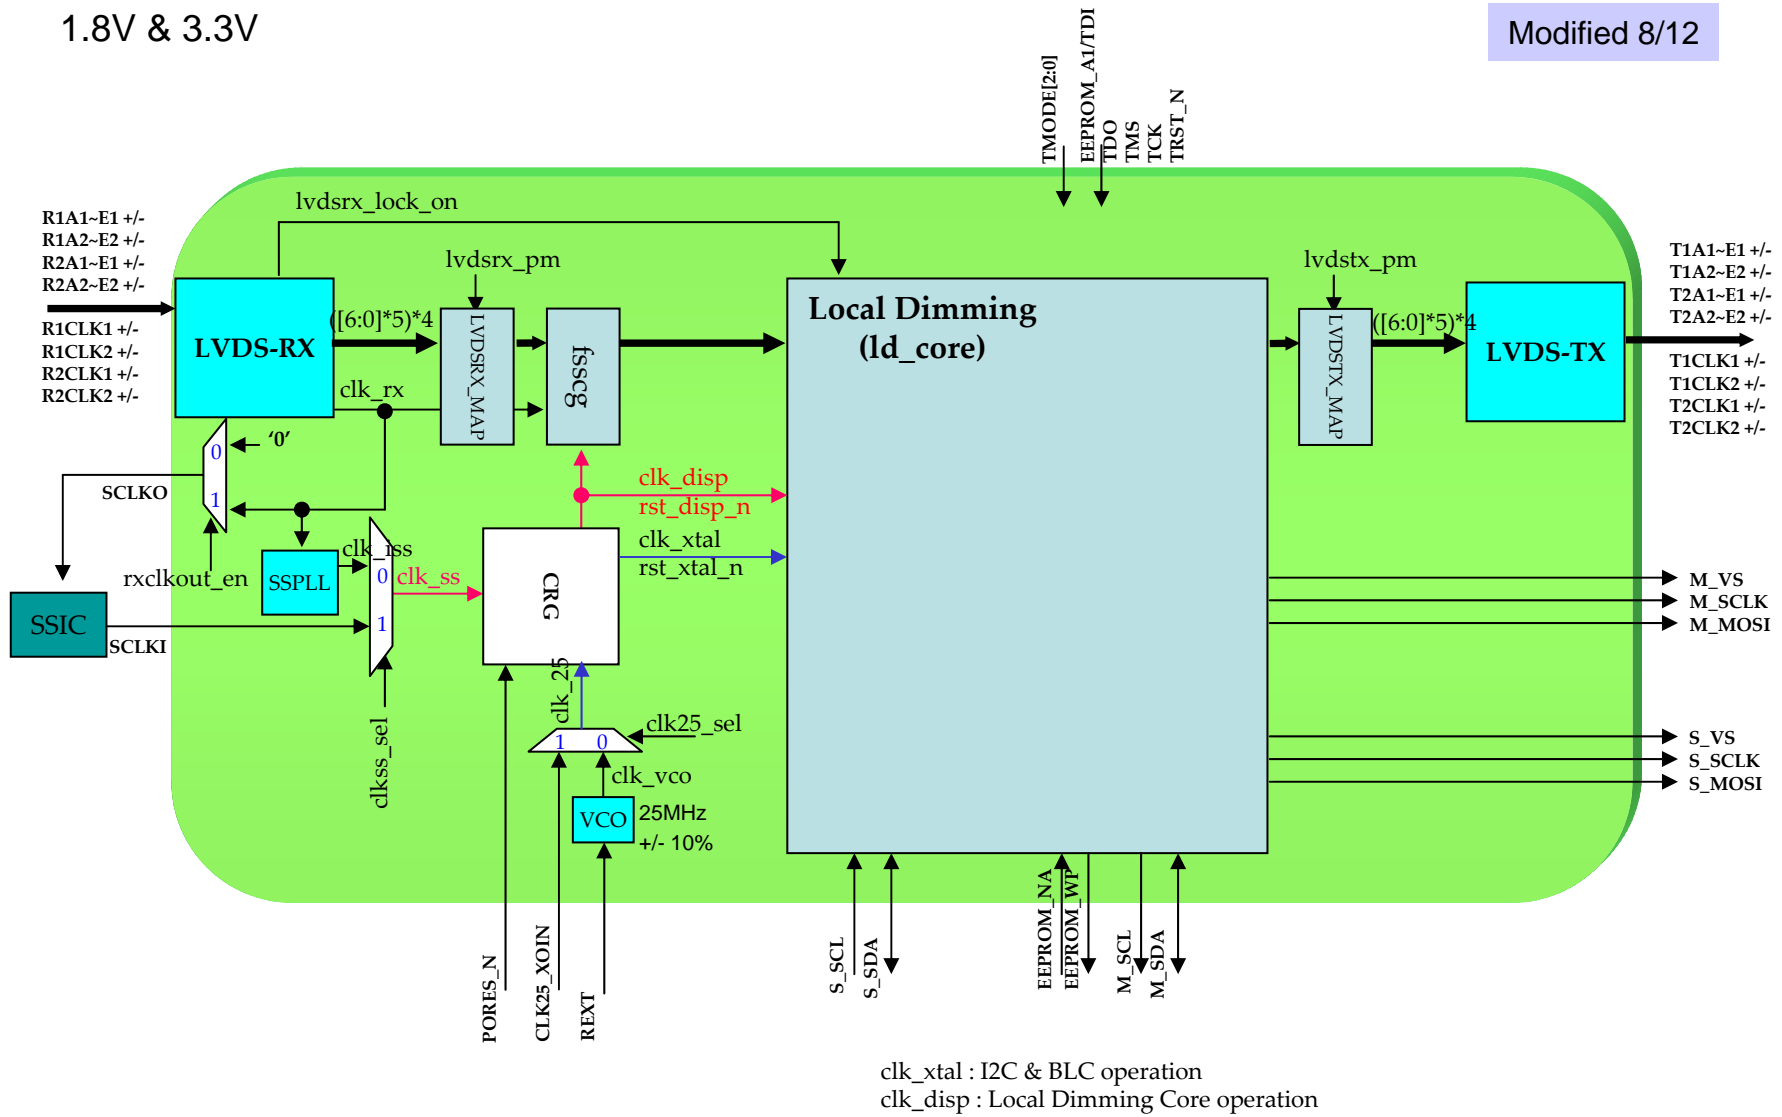 1.8V & 3.3V
Modified 8/12
TMODE[2:0]
EEPROM_A1/TDI
TDO
TMS
TCK
TRST_N
R1A1~E1 +/-
R1A2~E2 +/-
R2A1~E1 +/-
R2A2~E2 +/-
R1CLK1 +/-
R1CLK2 +/-
R2CLK1 +/-
R2CLK2 +/-
lvdsrx_lock_on
lvdsrx_pm
lvdstx_pm
T1A1~E1 +/-
T1A2~E2 +/-
T2A1~E1 +/-
T2A2~E2 +/-
T1CLK1 +/-
T1CLK2 +/-
T2CLK1 +/-
T2CLK2 +/-
LVDS-RX
([6:0]*5)*4
clk_rx
LVDSRX_MAP
fsscg
Local Dimming
(ld_core)
LVDSTX_MAP
([6:0]*5)*4
LVDS-TX
0
'0'
1
SCLKO
rxclkout_en
SSPLL
clk_iss
0
1
clk_ss
SSIC
SCLKI
clkss_sel
CRG
clk_disp
rst_disp_n
clk_xtal
rst_xtal_n
clk_25
1
0
clk25_sel
clk_vco
VCO
25MHz
+/- 10%
M_VS
M_SCLK
M_MOSI
S_VS
S_SCLK
S_MOSI
PORES_N
CLK25_XOIN
REXT
S_SCL
S_SDA
EEPROM_NA
EEPROM_WP
M_SCL
M_SDA
clk_xtal : I2C & BLC operation
clk_disp : Local Dimming Core operation